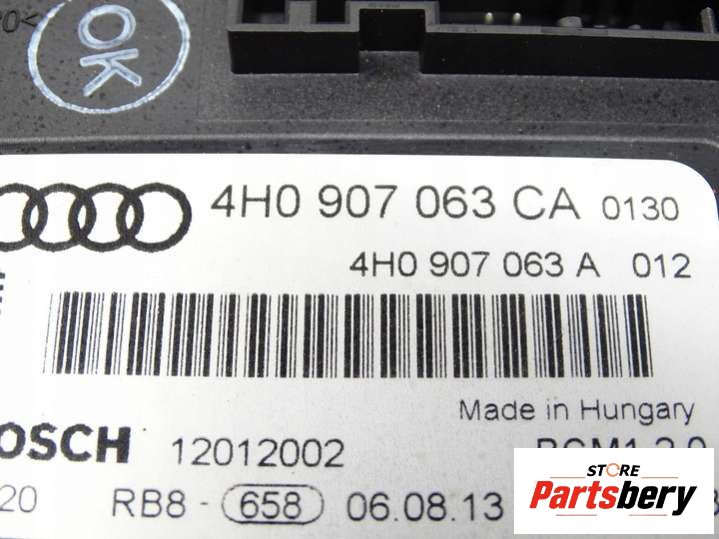 OK
4H0 907 063 CA 0130
4H0 907 063 A 012
Made in Hungary
OSCH 12012002
20 RB8 - 658 06.08.13
STORE
Partsbery